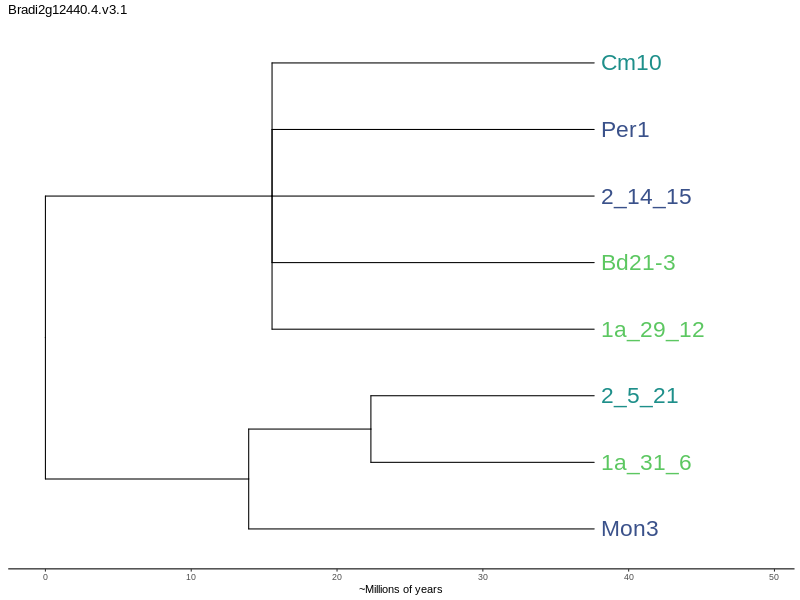 Bradi2g12440.4.v3.1
Cm10
Per1
2_14_15
Bd21-3
1a_29_12
2_5_21
1a_31_6
Mon3
0 10 20 30 40 50
~Millions of years